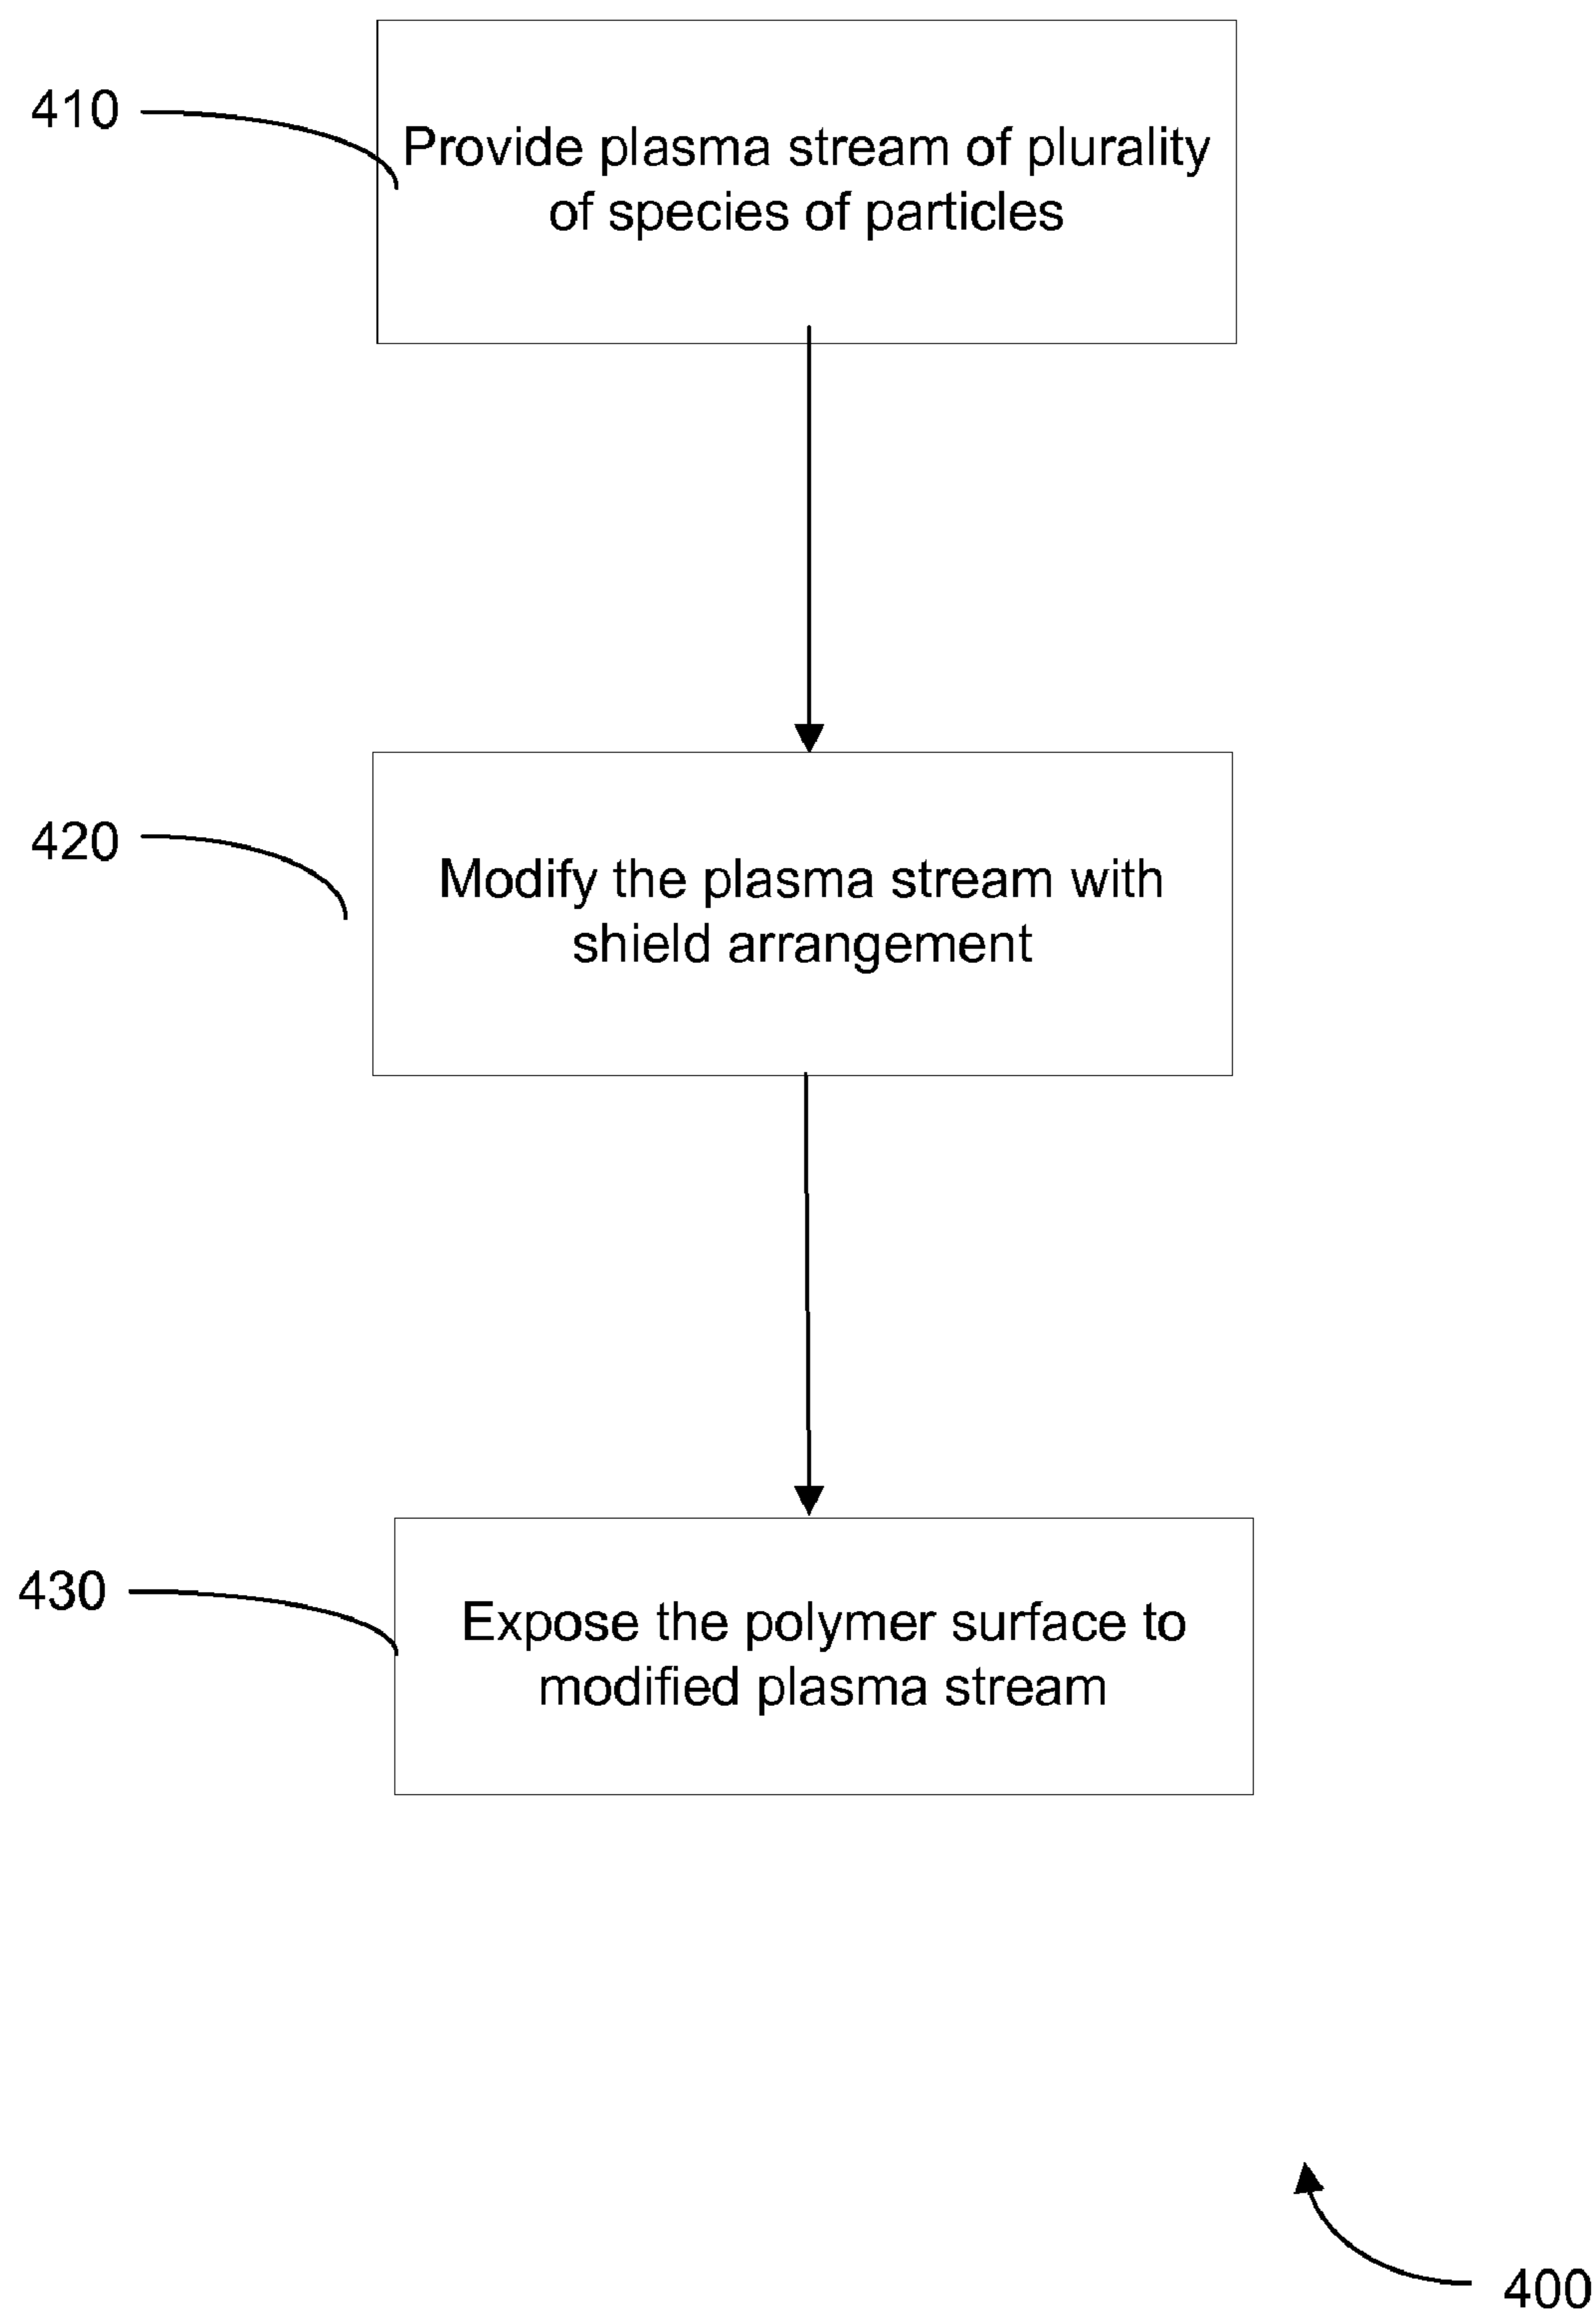 410
Provide plasma stream of plurality
of species of particles
420
Modify the plasma stream with
shield arrangement
430
Expose the polymer surface to
modified plasma stream
400